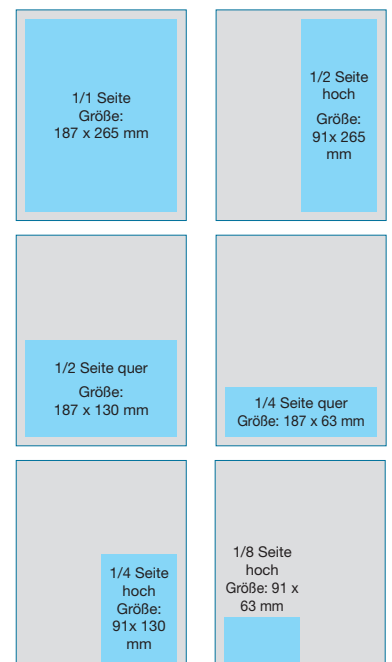 1/1 Seite
Größe:
187 x 265 mm
1/2 Seite
hoch
Größe:
91x 265
mm
1/2 Seite quer
Größe:
187 x 130 mm
1/4 Seite quer
Größe: 187 x 63 mm
1/4 Seite
hoch
Größe:
91x 130
mm
1/8 Seite
hoch
Größe: 91 x
63 mm